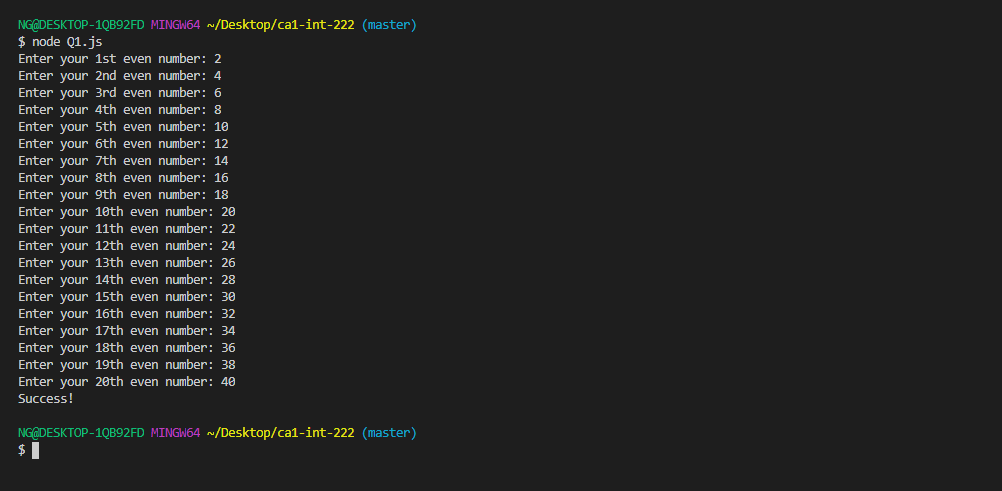 NG@DESKTOP-1QB92FD MINGW64 ~/Desktop/ca1-int-222 (master)
$ node Q1.js
Enter your 1st even number: 2
Enter your 2nd even number: 4
Enter your 3rd even number: 6
Enter your 4th even number: 8
Enter your 5th even number: 10
Enter your 6th even number: 12
Enter your 7th even number: 14
Enter your 8th even number: 16
Enter your 9th even number: 18
Enter your 10th even number: 20
Enter your 11th even number: 22
Enter your 12th even number: 24
Enter your 13th even number: 26
Enter your 14th even number: 28
Enter your 15th even number: 30
Enter your 16th even number: 32
Enter your 17th even number: 34
Enter your 18th even number: 36
Enter your 19th even number: 38
Enter your 20th even number: 40
Success!
NG@DESKTOP-1QB92FD MINGW64 ~/Desktop/ca1-int-222 (master)
$